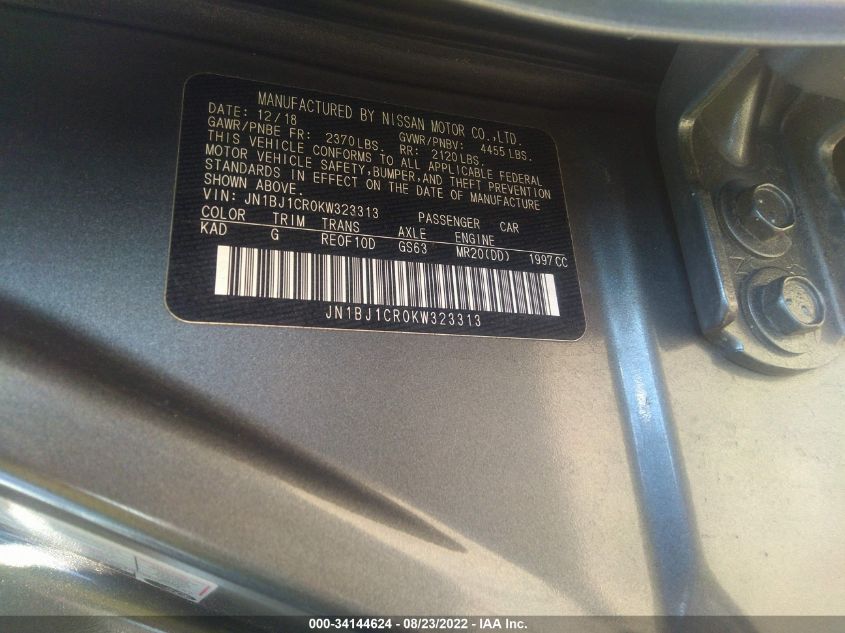 MANUFACTURED BY NISSAN MOTOR CO.,LTD.
DATE: 12/18
GAWR/PNBE FR: 2370LBS. GVWR/PNBV: 4455LBS.
RR: 2120LBS.
THIS VEHICLE CONFORMS TO ALL APPLICABLE FEDERAL
MOTOR VEHICLE SAFETY,BUMPER,AND THEFT PREVENTION
STANDARDS IN EFFECT ON THE DATE OF MANUFACTURE
SHOWN ABOVE.
VIN: JN1BJ1CR0KW323313 PASSENGER CAR
COLOR TRIM TRANS AXLE ENGINE
KAD G RE0F10D GS63 MR20(DD) 1997CC
JN1BJ1CR0KW323313
000-34144624 - 08/23/2022 - IAA Inc.